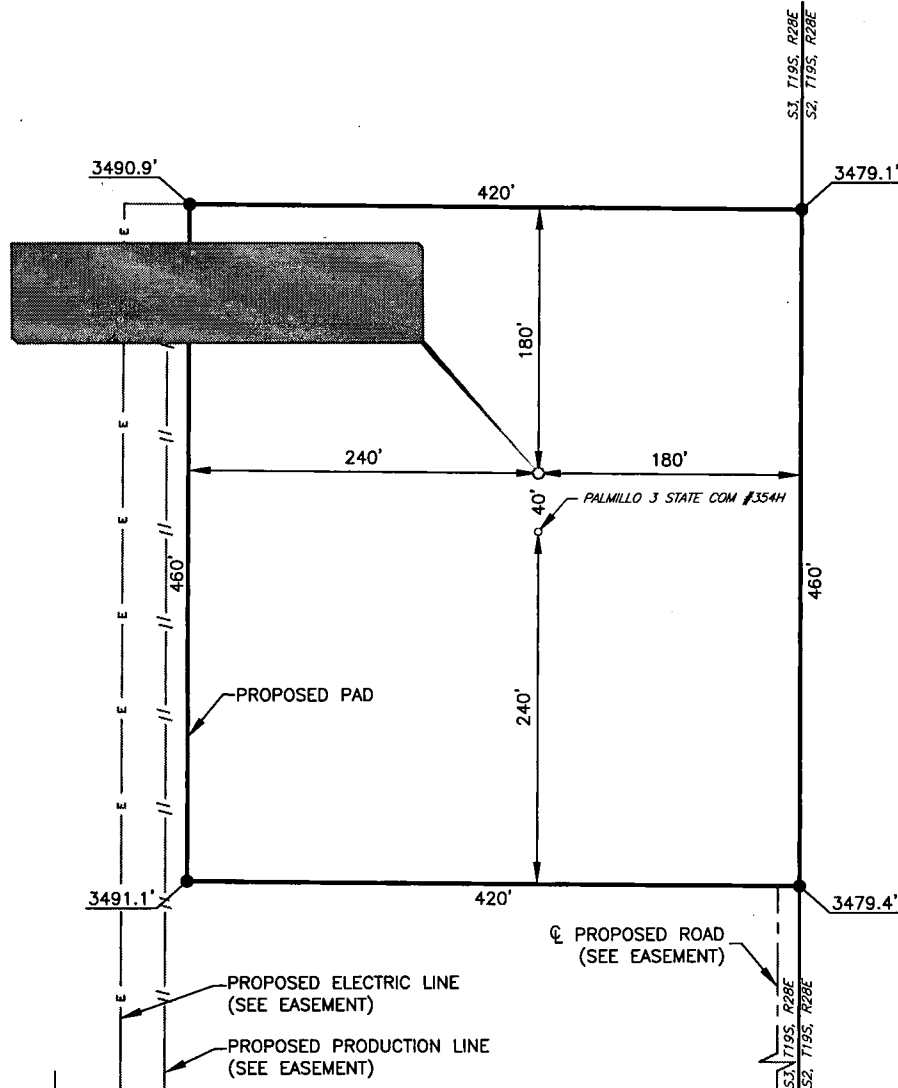 S3, T19S, R28E
S2, T19S, R28E
3490.9'
3479.1'
420'
E
180'
E
240'
180'
PALMILLO 3 STATE COM #354H
40'
E
460'
460'
E
PROPOSED PAD
240'
E
E
3491.1'
420'
3479.4'
℄ PROPOSED ROAD
(SEE EASEMENT)
PROPOSED ELECTRIC LINE
(SEE EASEMENT)
E
S3, T19S, R28E
S2, T19S, R28E
PROPOSED PRODUCTION LINE
(SEE EASEMENT)